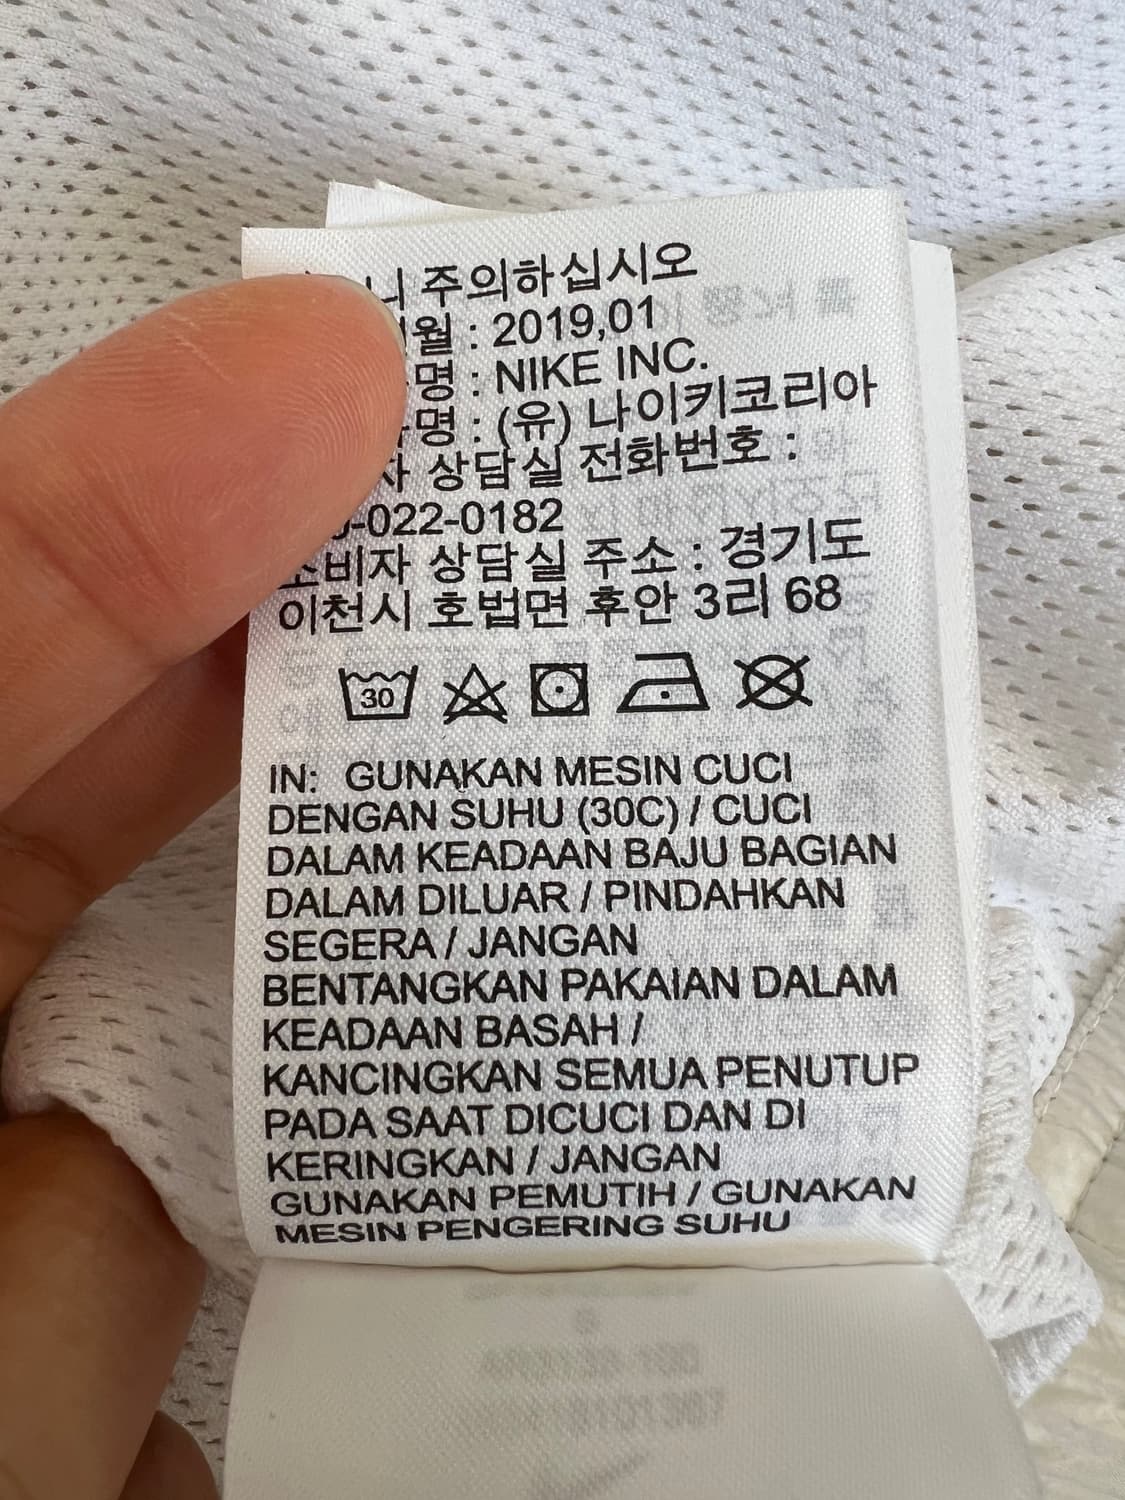 주의하십시오
: 2019,01
: NIKE INC.
: (유) 나이키코리아
상담실 전화번호 :
-022-0182
소비자 상담실 주소 : 경기도
이천시 호법면 후안 3리 68
30
IN: GUNAKAN MESIN CUCI
DENGAN SUHU (30C) / CUCI
DALAM KEADAAN BAJU BAGIAN
DALAM DILUAR / PINDAHKAN
SEGERA / JANGAN
BENTANGKAN PAKAIAN DALAM
KEADAAN BASAH /
KANCINGKAN SEMUA PENUTUP
PADA SAAT DICUCI DAN DI
KERINGKAN / JANGAN
GUNAKAN PEMUTIH / GUNAKAN
MESIN PENGERING SUHU